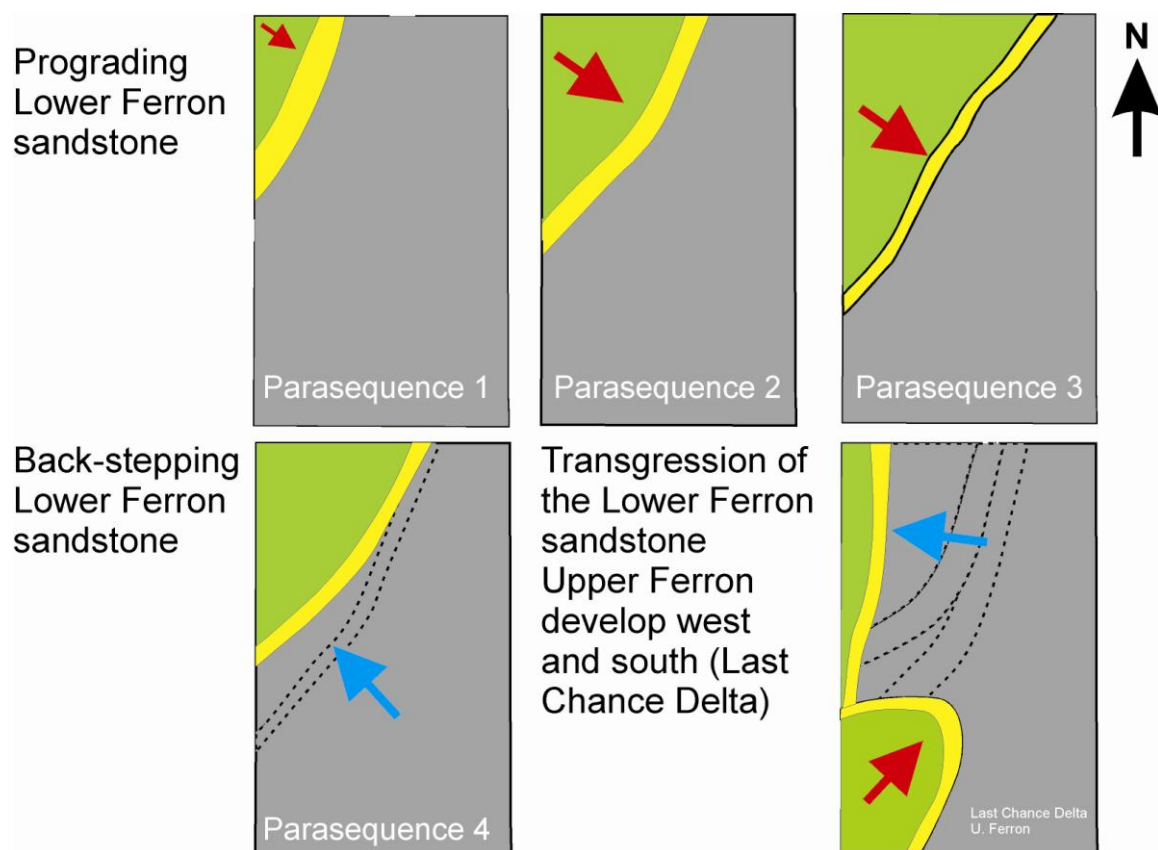 Prograding
Lower Ferron
sandstone
Parasequence 1
Parasequence 2
Parasequence 3
N
Back-stepping
Lower Ferron
sandstone
Parasequence 4
Transgression of
the Lower Ferron
sandstone
Upper Ferron
develop west
and south (Last
Chance Delta)
Last Chance Delta
U. Ferron